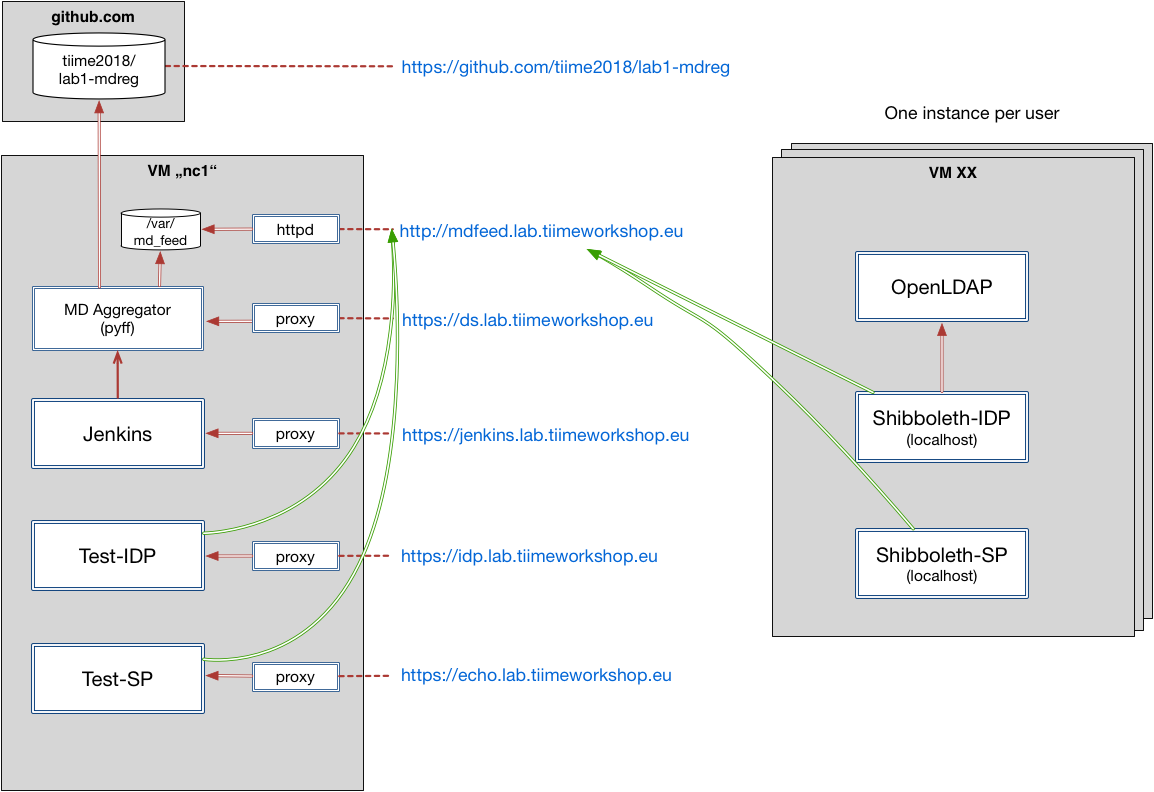 github.com
tiime2018/
lab1-mdreg
https://github.com/tiime2018/lab1-mdreg
One instance per user
VM „nc1“
/var/
md_feed
httpd
http://mdfeed.lab.tiimeworkshop.eu
MD Aggregator
(pyff)
proxy
https://ds.lab.tiimeworkshop.eu
Jenkins
proxy
https://jenkins.lab.tiimeworkshop.eu
Test-IDP
proxy
https://idp.lab.tiimeworkshop.eu
Test-SP
proxy
https://echo.lab.tiimeworkshop.eu
VM XX
OpenLDAP
Shibboleth-IDP
(localhost)
Shibboleth-SP
(localhost)